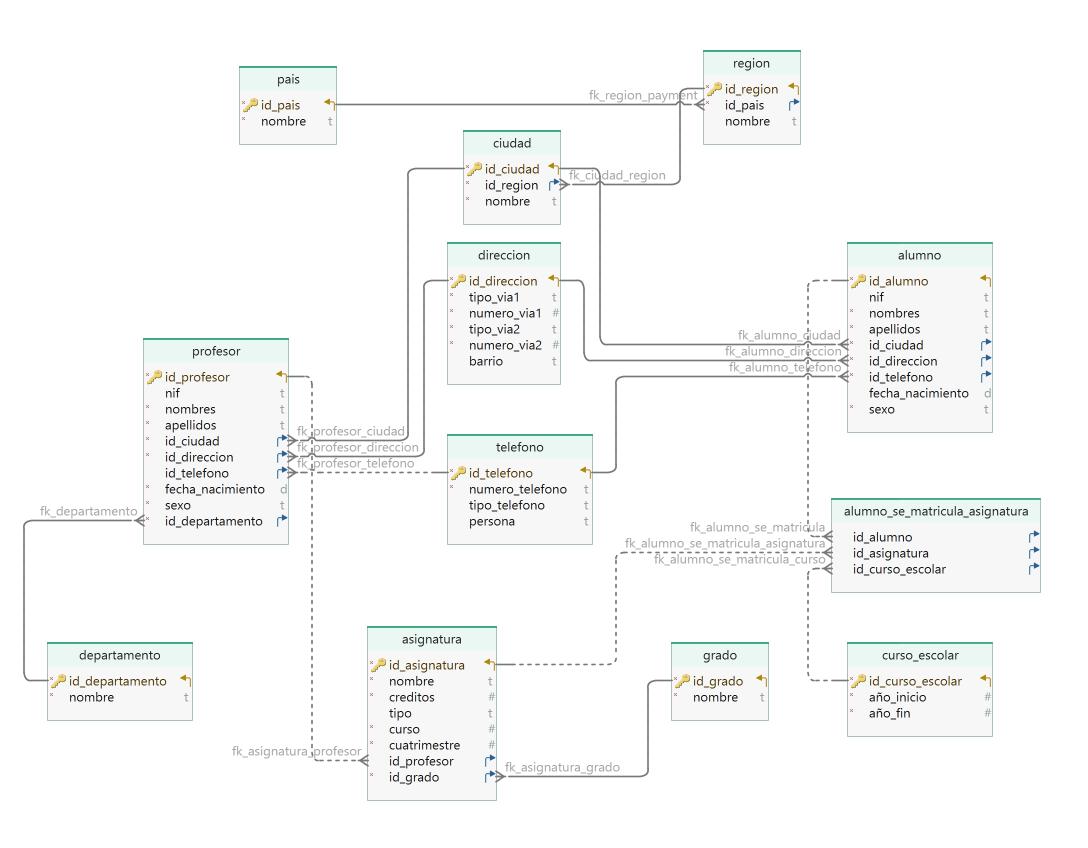 pais
id_pais
nombre t
region
id_region
id_pais
nombre t
fk_region_payment
ciudad
id_ciudad
id_region
nombre t
fk_ciudad_region
direccion
id_direccion
tipo_via1 t
numero_via1 #
tipo_via2 t
numero_via2 #
barrio t
alumno
id_alumno
nif t
nombres t
apellidos t
id_ciudad
id_direccion
id_telefono
fecha_nacimiento d
sexo t
fk_alumno_ciudad
fk_alumno_direccion
fk_alumno_telefono
profesor
id_profesor
nif t
nombres t
apellidos t
id_ciudad
id_direccion
id_telefono
fecha_nacimiento d
sexo t
id_departamento
fk_profesor_ciudad
fk_profesor_direccion
fk_profesor_telefono
telefono
id_telefono
numero_telefono t
tipo_telefono t
persona t
fk_departamento
alumno_se_matricula_asignatura
id_alumno
id_asignatura
id_curso_escolar
fk_alumno_se_matricula
fk_alumno_se_matricula_asignatura
fk_alumno_se_matricula_curso
departamento
id_departamento
nombre t
asignatura
id_asignatura
nombre t
creditos #
tipo t
curso #
cuatrimestre #
id_profesor
id_grado
fk_asignatura_profesor
fk_asignatura_grado
grado
id_grado
nombre t
curso_escolar
id_curso_escolar
año_inicio #
año_fin #